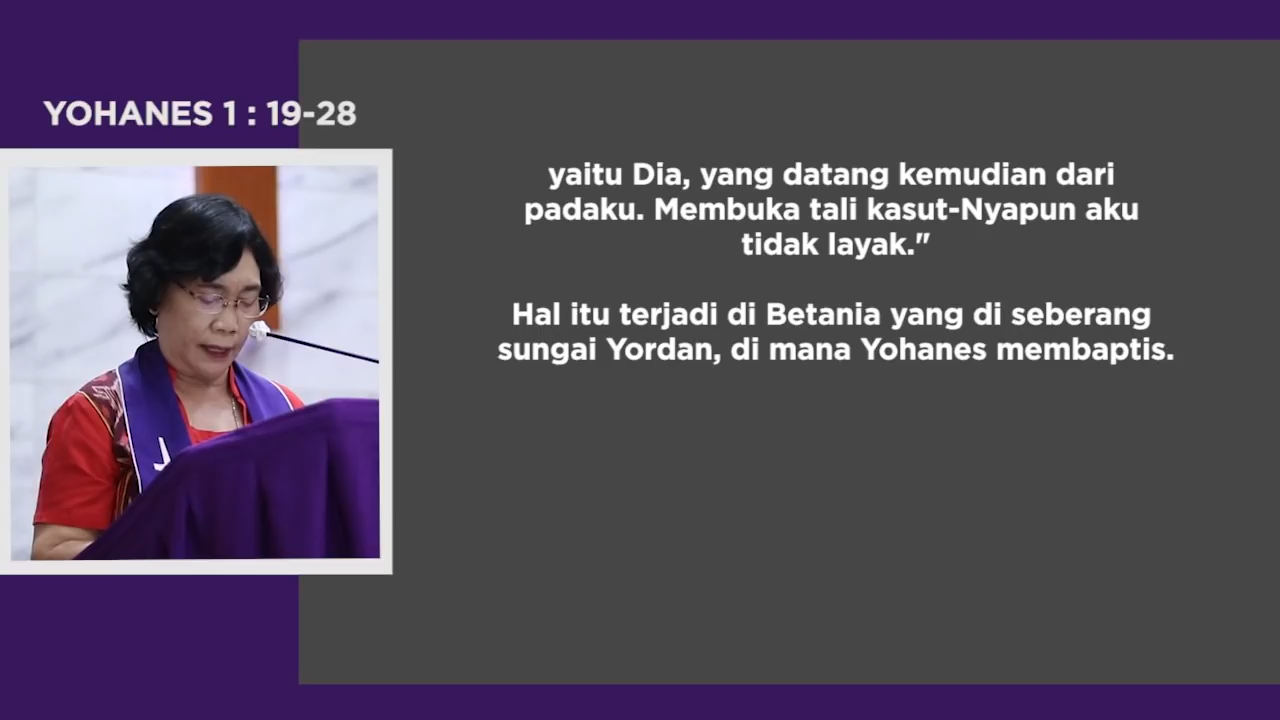 YOHANES 1 : 19-28
yaitu Dia, yang datang kemudian dari
padaku. Membuka tali kasut-Nyapun aku
tidak layak."
Hal itu terjadi di Betania yang di seberang
sungai Yordan, di mana Yohanes membaptis.